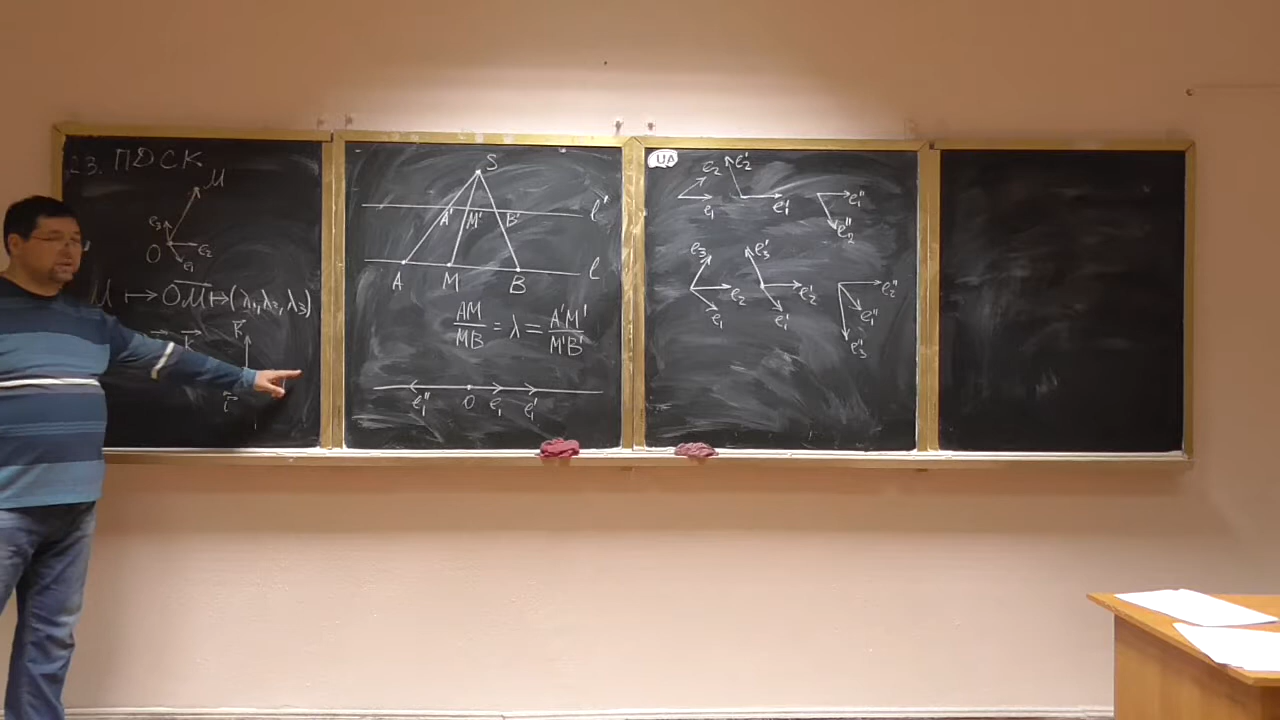 23. ПДСК
M
e₃
O
e₂
e₁
M ↦ OM⃗ ↦ (λ₁, λ₂, λ₃)
k⃗
i⃗
S
l'
A' M' B'
l
A M B
AM/MB = λ = A'M'/M'B'
e₁'' O e₁ e₁'
UA
e₂ e₂'
e₁ e₁' e₁''
e₂''
e₃ e₃'
e₂ e₂' e₂''
e₁ e₁' e₁''
e₃''